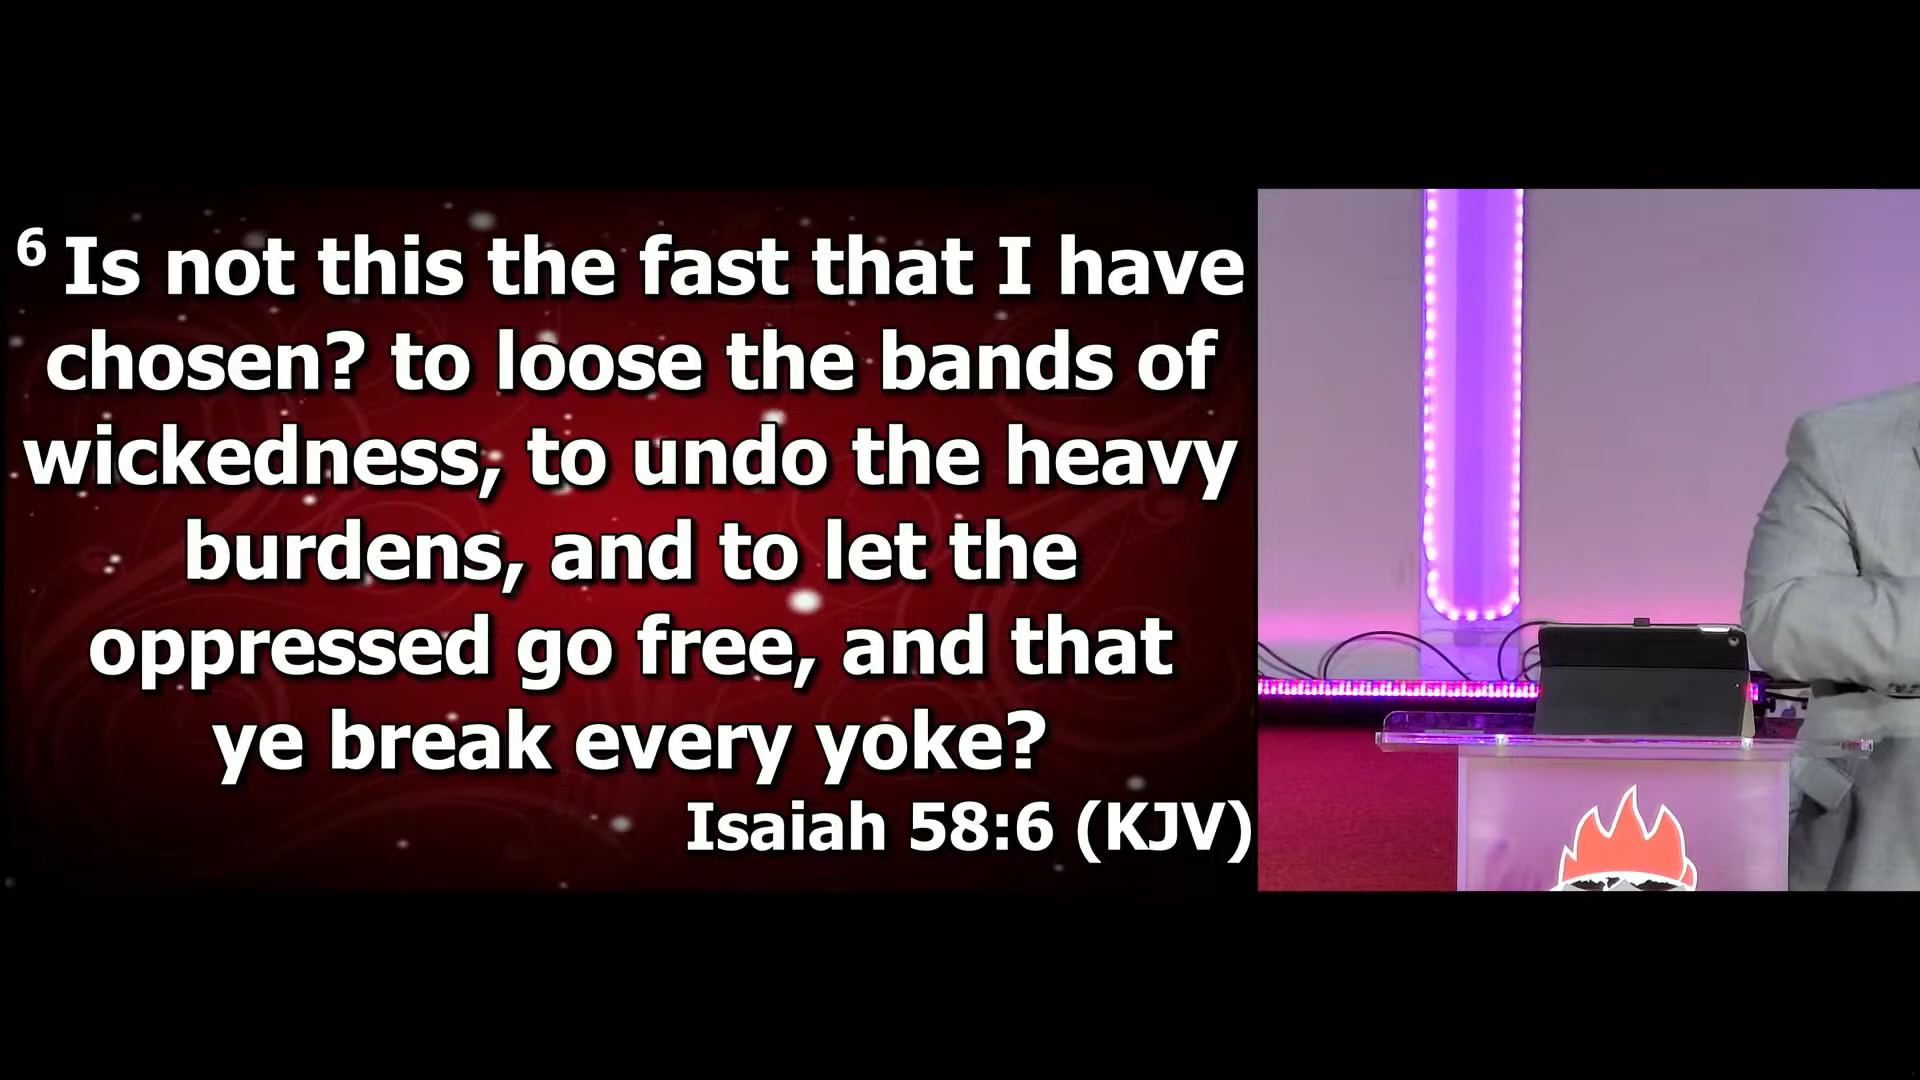 6 Is not this the fast that I have
chosen? to loose the bands of
wickedness, to undo the heavy
burdens, and to let the
oppressed go free, and that
ye break every yoke?
Isaiah 58:6 (KJV)